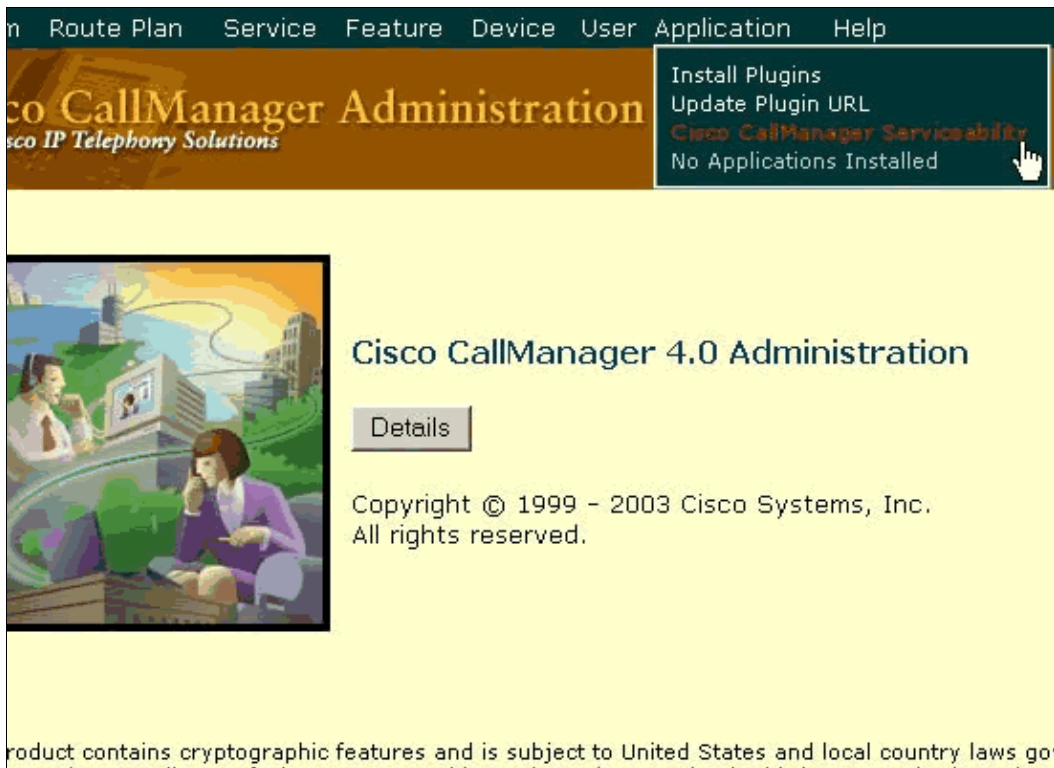 m Route Plan Service Feature Device User Application Help
Install Plugins
Update Plugin URL
Cisco CallManager Serviceability
No Applications Installed
co CallManager Administration
sco IP Telephony Solutions
Cisco CallManager 4.0 Administration
Details
Copyright © 1999 - 2003 Cisco Systems, Inc.
All rights reserved.
roduct contains cryptographic features and is subject to United States and local country laws go